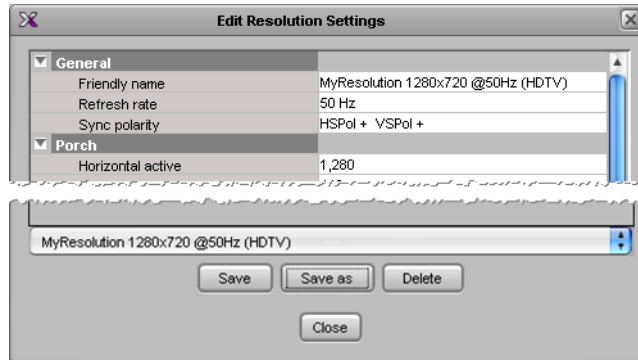 Edit Resolution Settings
General
Friendly name MyResolution 1280x720 @50Hz (HDTV)
Refresh rate 50 Hz
Sync polarity HSPol + VSPol +
Porch
Horizontal active 1,280
MyResolution 1280x720 @50Hz (HDTV)
Save Save as Delete
Close